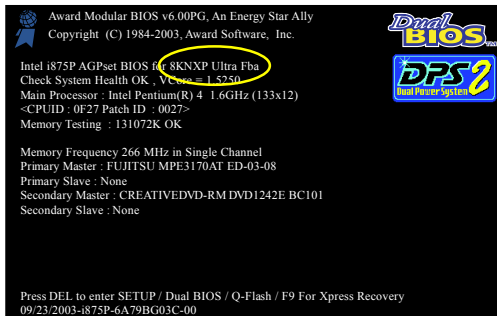 Award Modular BIOS v6.00PG, An Energy Star Ally
Copyright (C) 1984-2003, Award Software, Inc.
Dual
BIOS
Intel i875P AGPset BIOS for 8KNXP Ultra Fba
Check System Health OK , VCore = 1.5250
DPS2
Dual Power System
Main Processor : Intel Pentium(R) 4 1.6GHz (133x12)
<CPUID : 0F27 Patch ID : 0027>
Memory Testing : 131072K OK
Memory Frequency 266 MHz in Single Channel
Primary Master : FUJITSU MPE3170AT ED-03-08
Primary Slave : None
Secondary Master : CREATIVEDVD-RM DVD1242E BC101
Secondary Slave : None
Press DEL to enter SETUP / Dual BIOS / Q-Flash / F9 For Xpress Recovery
09/23/2003-i875P-6A79BG03C-00